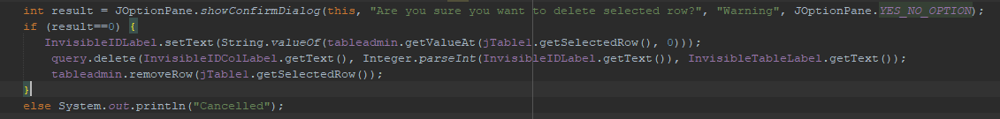 int result = JOptionPane.showConfirmDialog(this, "Are you sure you want to delete selected row?", "Warning", JOptionPane.YES_NO_OPTION);
if (result==0) {
InvisibleIDLabel.setText(String.valueOf(tableadmin.getValueAt(jTable1.getSelectedRow(), 0)));
query.delete(InvisibleIDColLabel.getText(), Integer.parseInt(InvisibleIDLabel.getText()), InvisibleTableLabel.getText());
tableadmin.removeRow(jTable1.getSelectedRow());
}
else System.out.println("Cancelled");